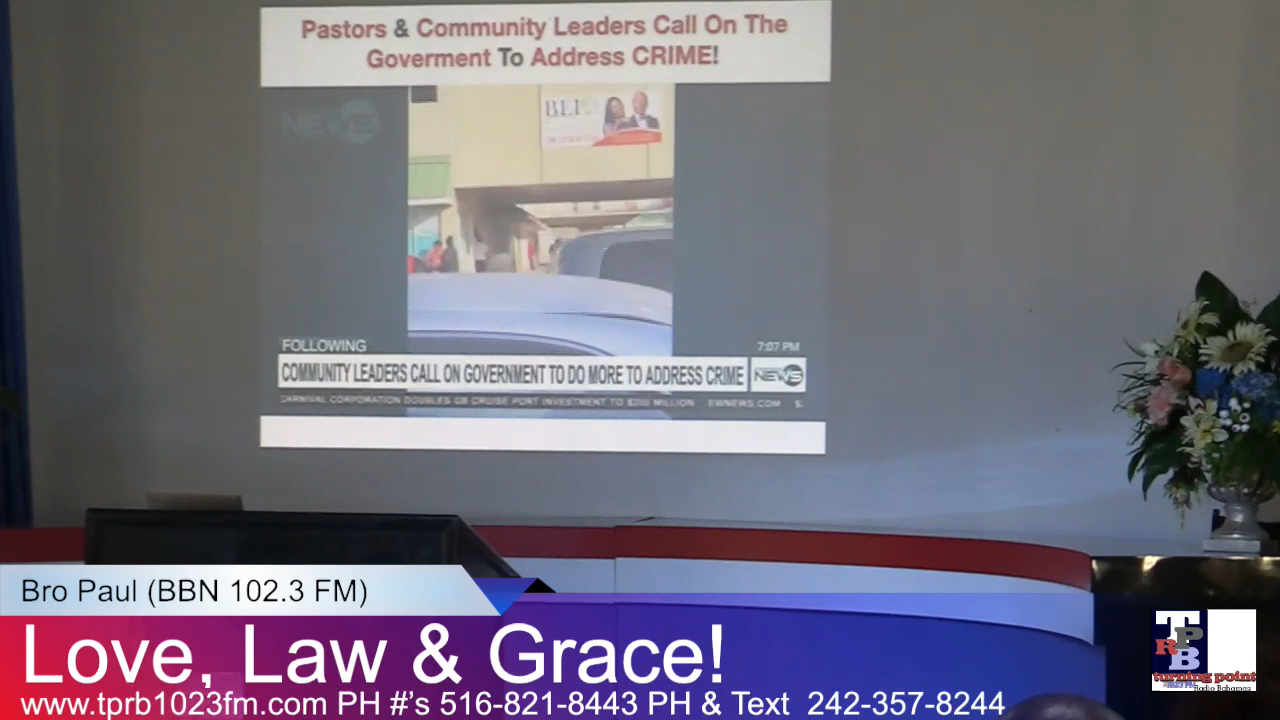 Pastors & Community Leaders Call On The
Goverment To Address CRIME!
NEWS
FOLLOWING
7:07 PM
COMMUNITY LEADERS CALL ON GOVERNMENT TO DO MORE TO ADDRESS CRIME
NEWS
CARNIVAL CORPORATION DOUBLES GB CRUISE PORT INVESTMENT TO $200 MILLION EWNEWS.COM
Bro Paul (BBN 102.3 FM)
Love, Law & Grace!
www.tprb1023fm.com PH #'s 516-821-8443 PH & Text 242-357-8244
TPRB
turning point
Radio Bahamas